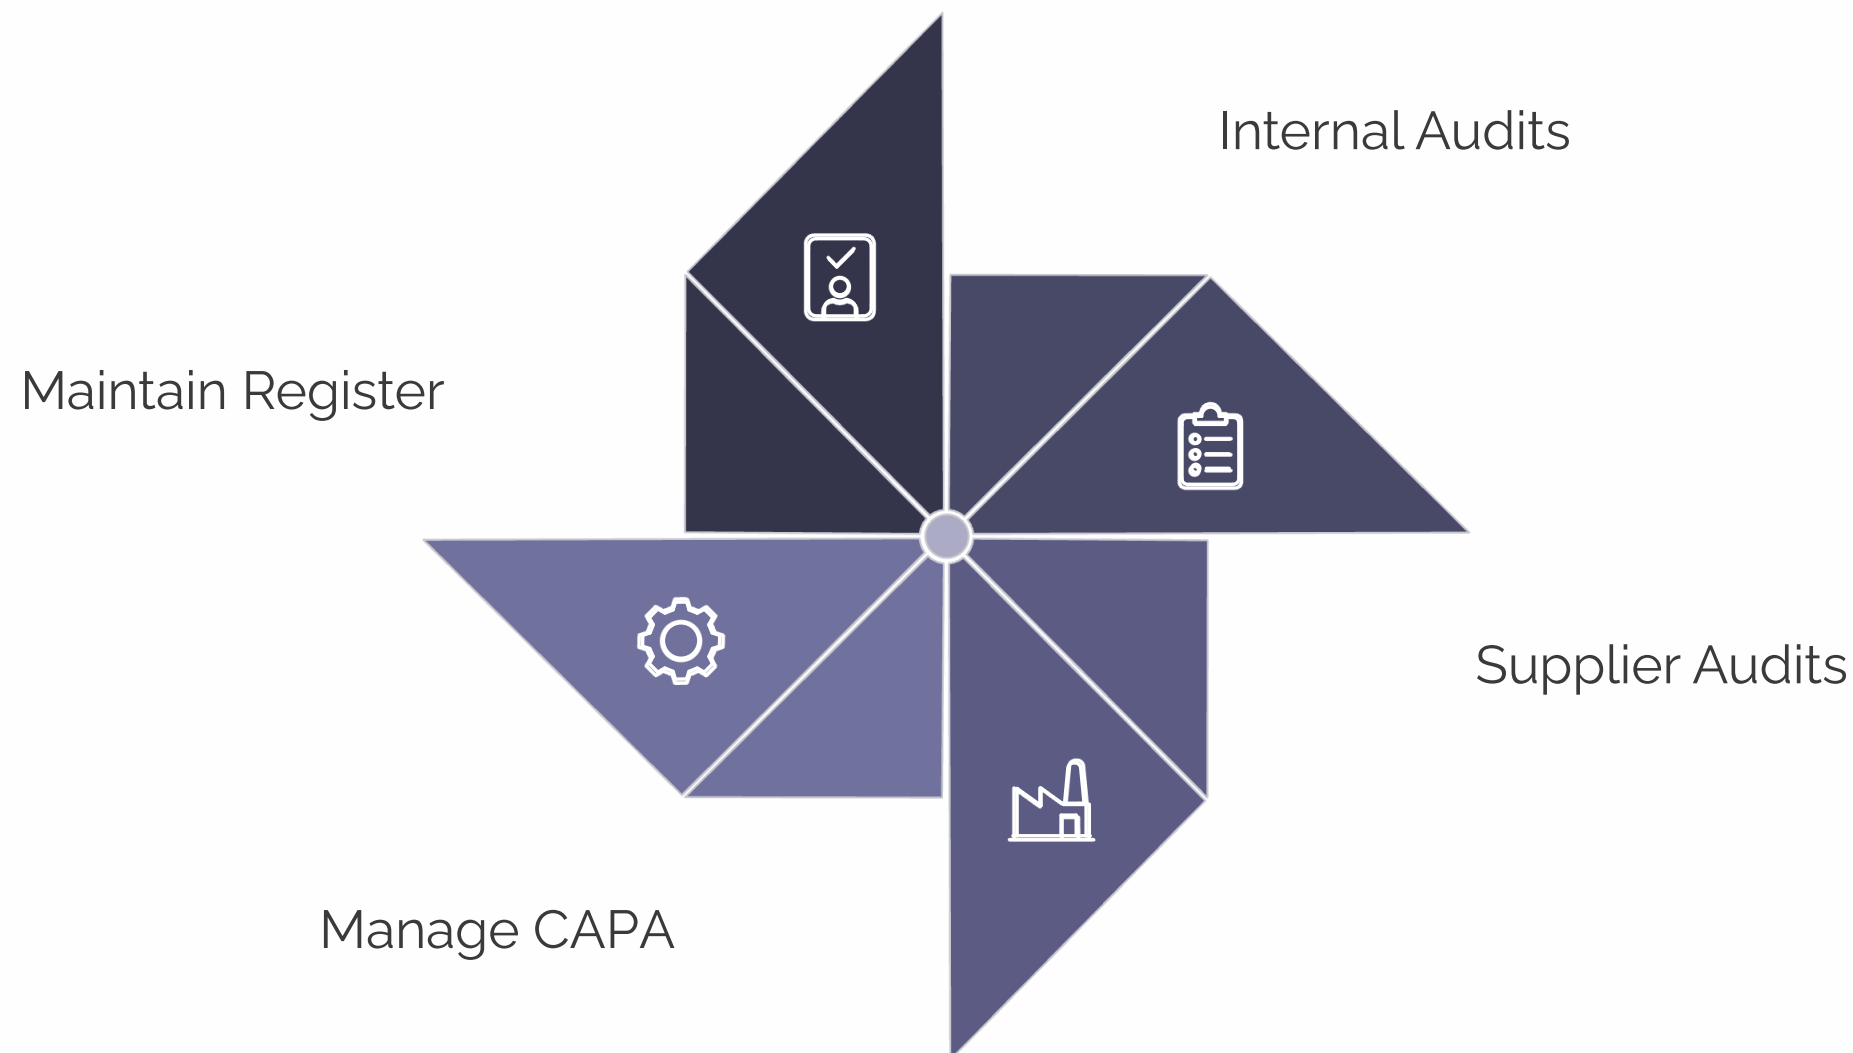 Internal Audits
Maintain Register
Supplier Audits
Manage CAPA